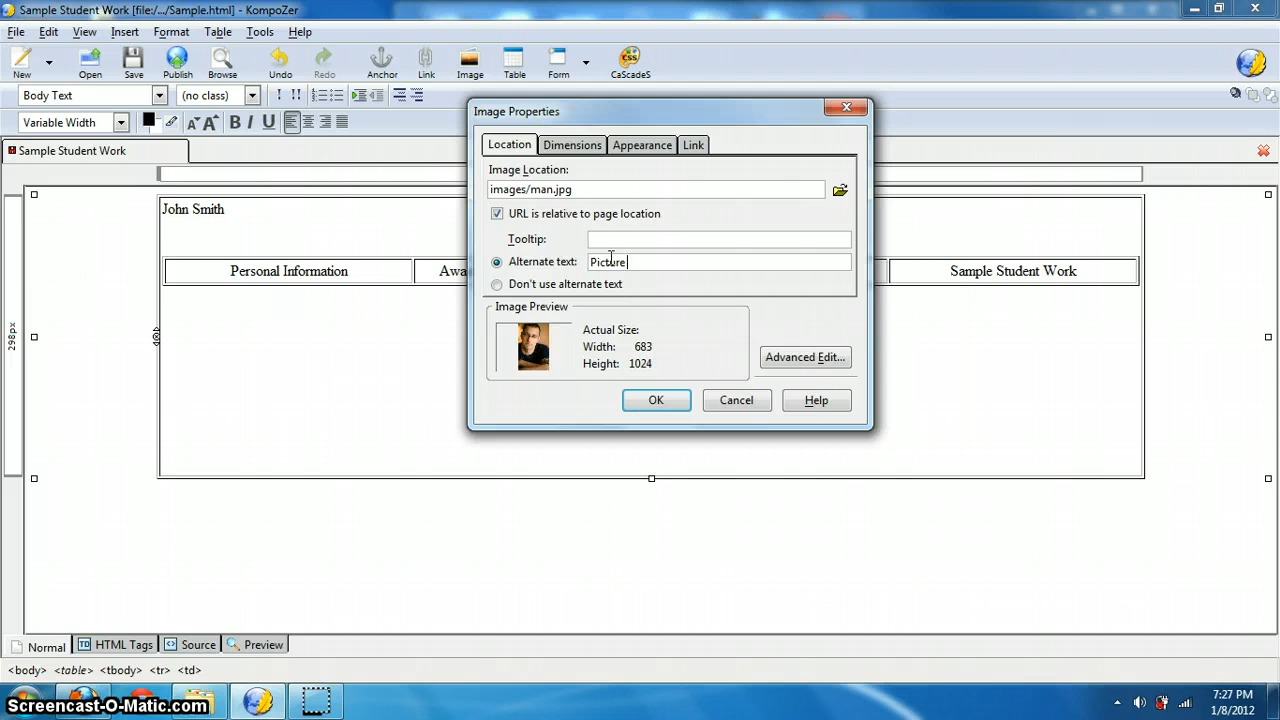 Sample Student Work [file:/.../Sample.html] - KompoZer
File Edit View Insert Format Table Tools Help
New Open Save Publish Browse Undo Redo Anchor Link Image Table Form CaScadeS
Body Text (no class)
Variable Width
Sample Student Work
Image Properties
Location Dimensions Appearance Link
Image Location:
images/man.jpg
URL is relative to page location
Tooltip:
Alternate text: Picture
Don't use alternate text
Image Preview
Actual Size:
Width: 683
Height: 1024
Advanced Edit...
OK Cancel Help
John Smith
Personal Information Awa Sample Student Work
298px
Normal HTML Tags Source Preview
<body> <table> <tbody> <tr> <td>
Screencast-O-Matic.com
7:27 PM
1/8/2012